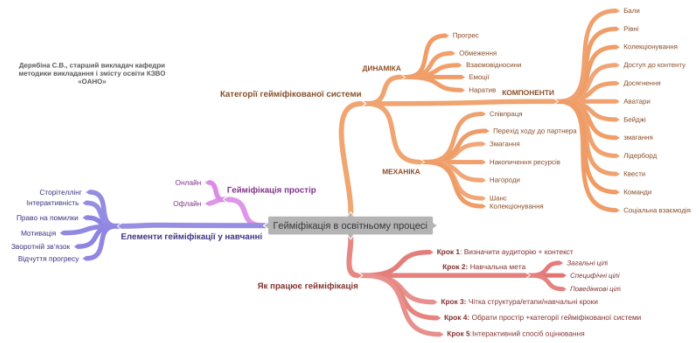 Дерябіна С.В., старший викладач кафедри
методики викладання і змісту освіти КЗВО
«ОАНО»
Гейміфікація в освітньому процесі
Категорії гейміфікованої системи
ДИНАМІКА
Прогрес
Обмеження
Взаємовідносини
Емоції
Наратив
КОМПОНЕНТИ
Бали
Рівні
Колекціонування
Доступ до контенту
Досягнення
Аватари
Бейджі
змагання
Лідерборд
Квести
Команди
Соціальна взаємодія
МЕХАНІКА
Співпраця
Перехід ходу до партнера
Змагання
Накопичення ресурсів
Нагороди
Шанс
Колекціонування
Гейміфікація простір
Онлайн
Офлайн
Елементи гейміфікації у навчанні
Сторітеллінг
Інтерактивність
Право на помилки
Мотивація
Зворотній зв'язок
Відчуття прогресу
Як працює гейміфікація
Крок 1: Визначити аудиторію + контекст
Крок 2: Навчальна мета
Загальні цілі
Специфічні цілі
Поведінкові цілі
Крок 3: Чітка структура/етапи/навчальні кроки
Крок 4: Обрати простір +категорії гейміфікованої системи
Крок 5:Інтерактивний спосіб оцінювання